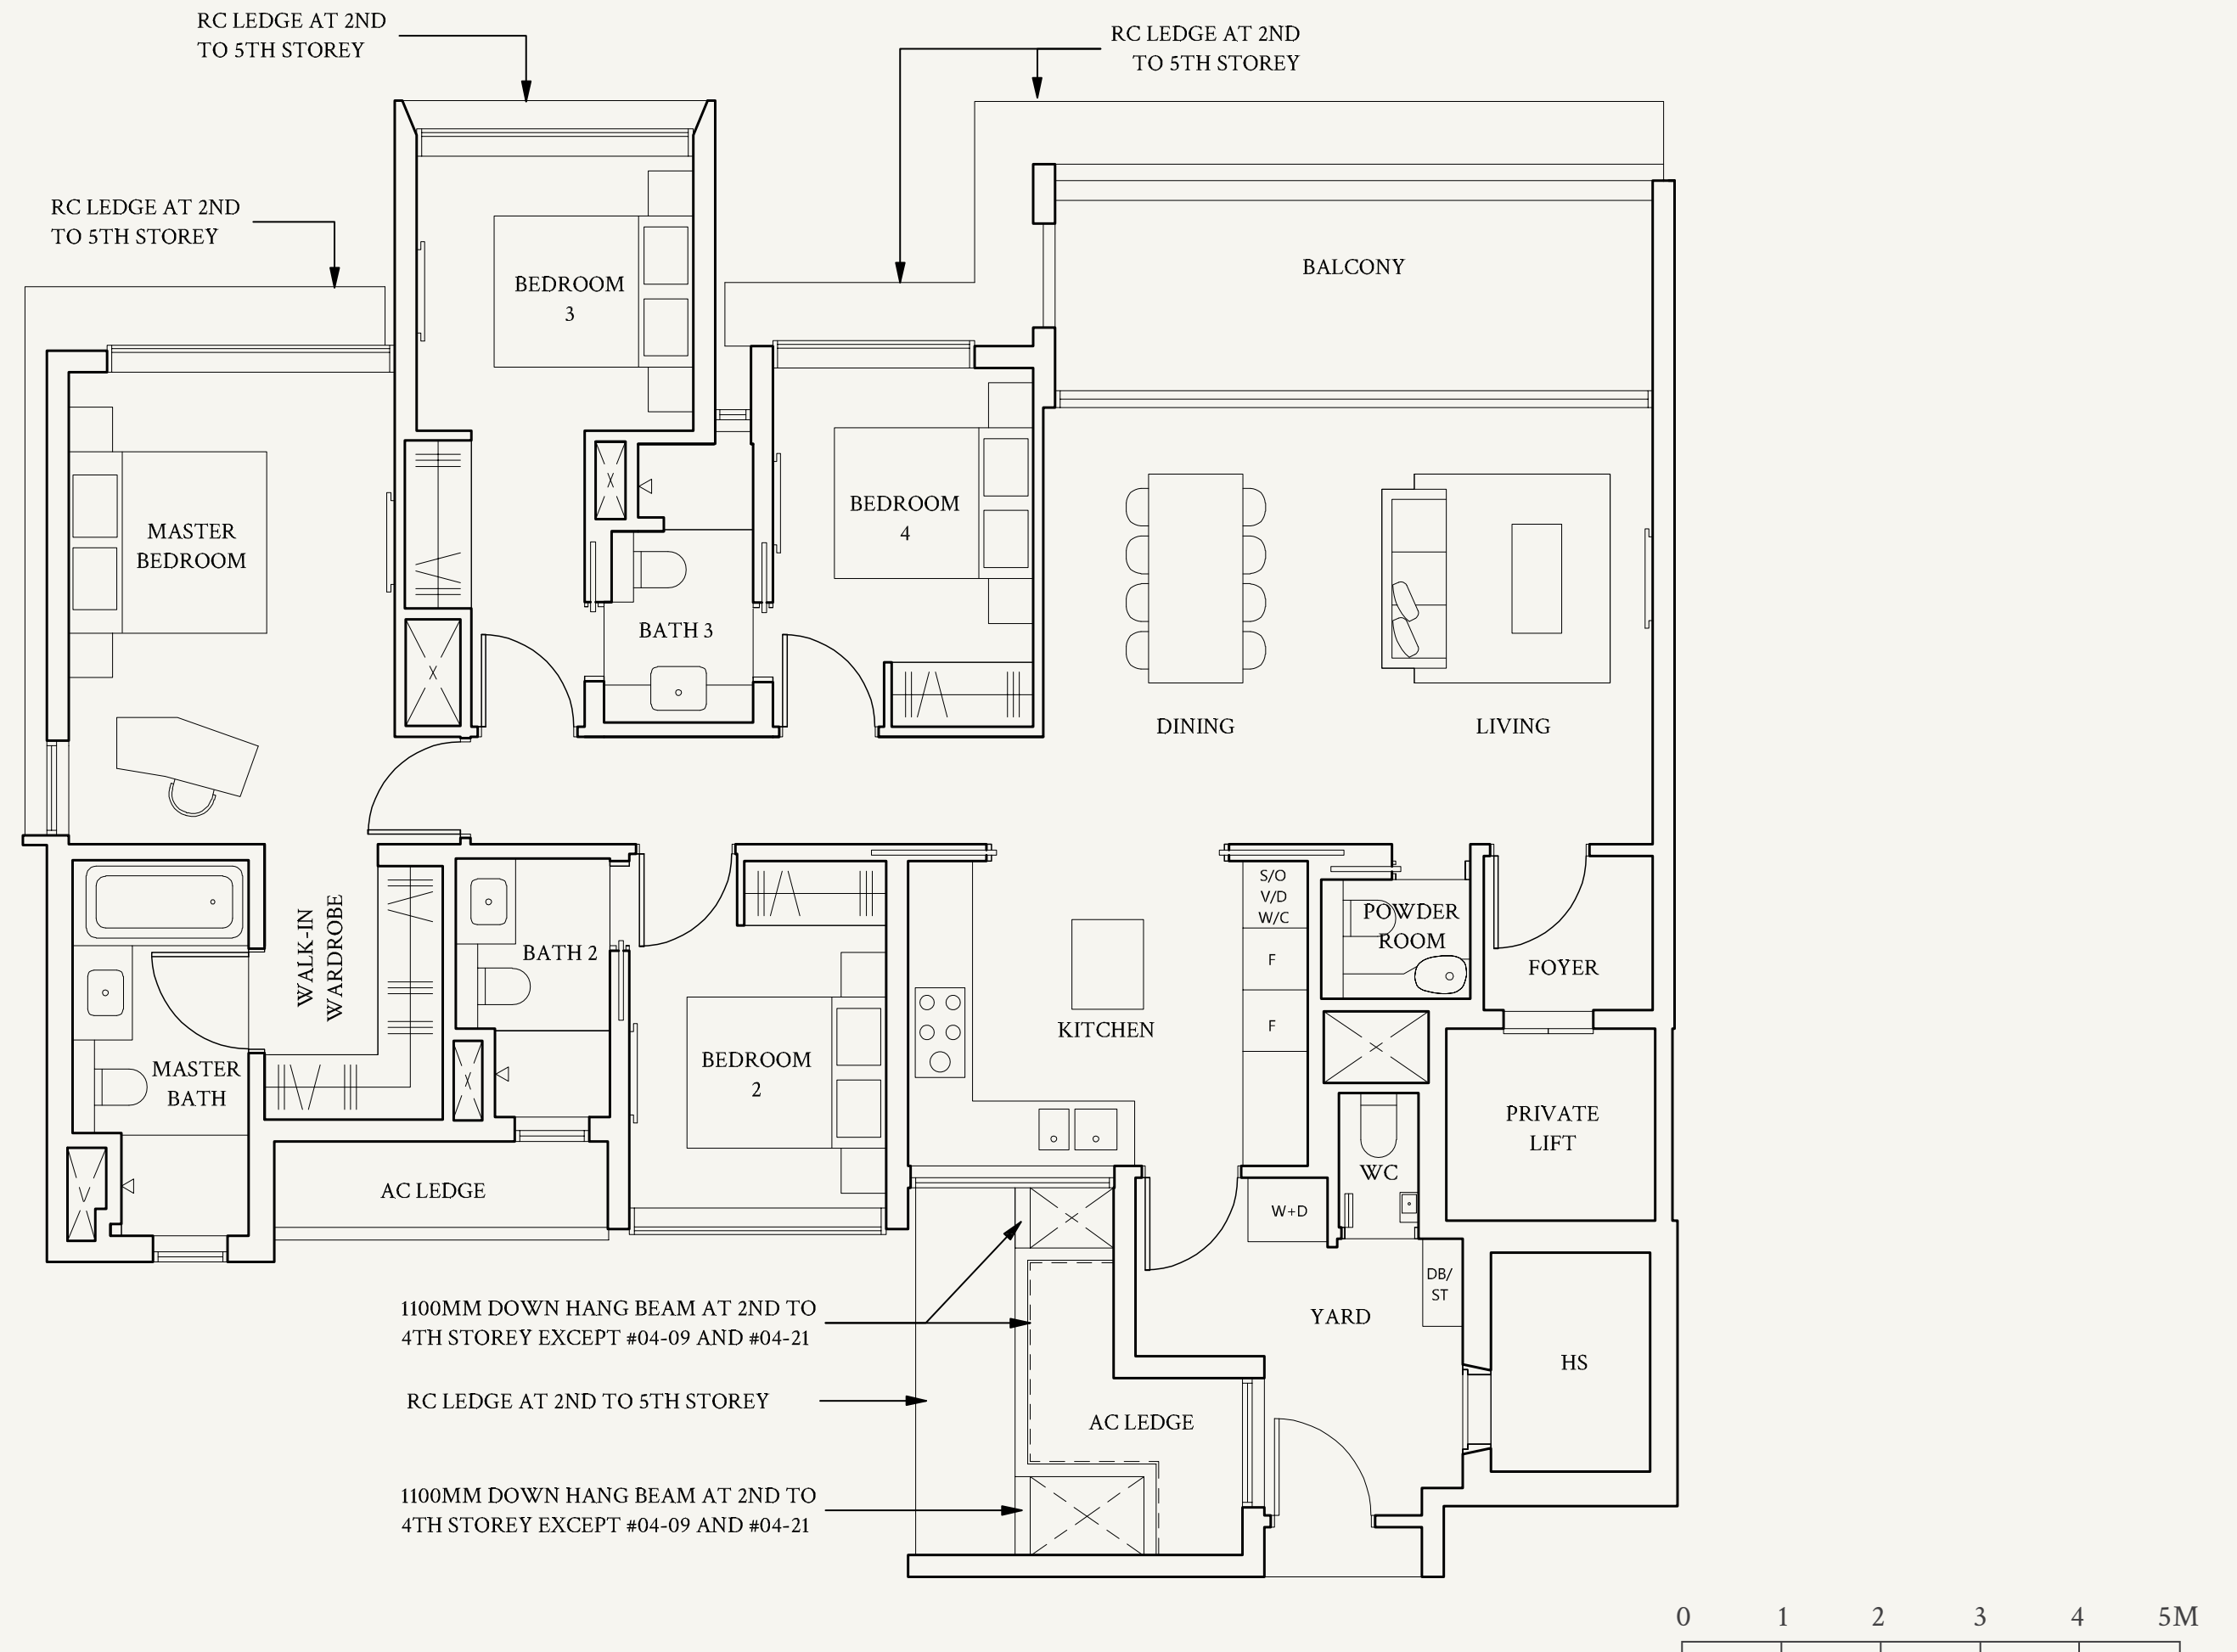 RC LEDGE AT 2ND
TO 5TH STOREY
RC LEDGE AT 2ND
TO 5TH STOREY
RC LEDGE AT 2ND
TO 5TH STOREY
BALCONY
BEDROOM
3
MASTER
BEDROOM
BEDROOM
4
BATH 3
DINING
LIVING
WALK-IN
WARDROBE
BATH 2
S/O
V/D
W/C
F
F
POWDER
ROOM
FOYER
KITCHEN
MASTER
BATH
BEDROOM
2
PRIVATE
LIFT
WC
AC LEDGE
W+D
DB/
ST
YARD
HS
1100MM DOWN HANG BEAM AT 2ND TO
4TH STOREY EXCEPT #04-09 AND #04-21
RC LEDGE AT 2ND TO 5TH STOREY
AC LEDGE
1100MM DOWN HANG BEAM AT 2ND TO
4TH STOREY EXCEPT #04-09 AND #04-21
0 1 2 3 4 5M